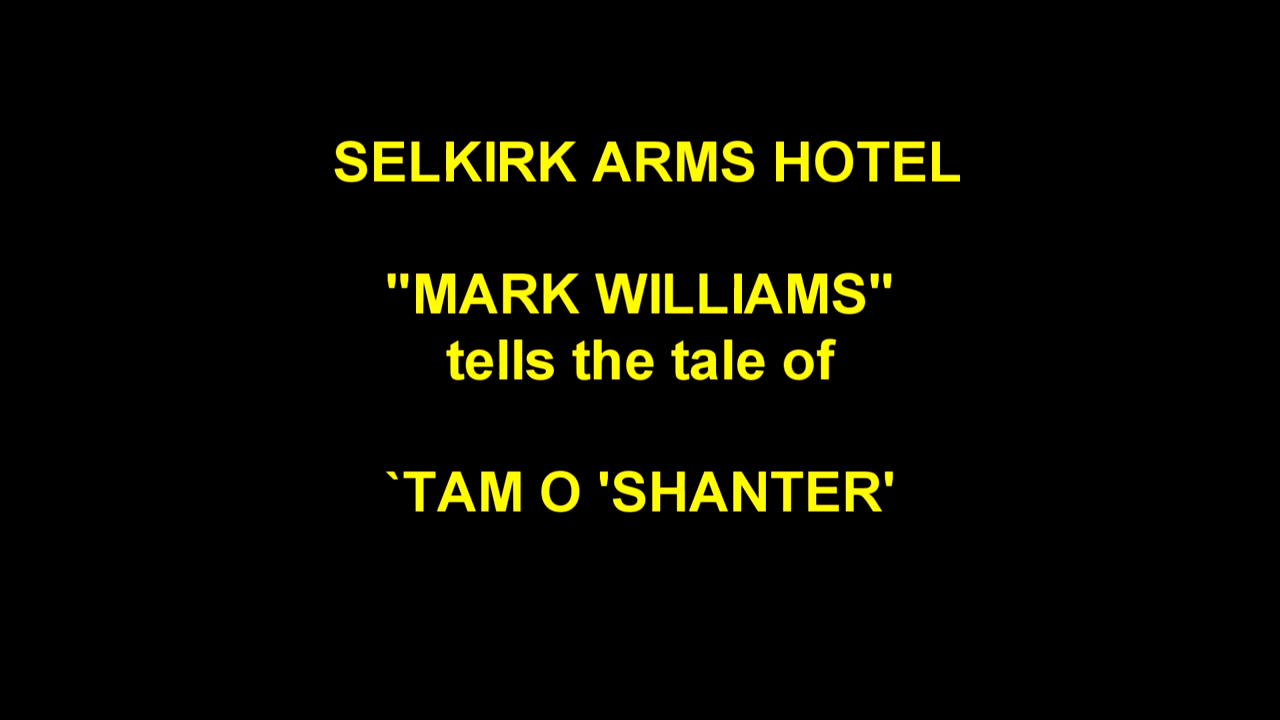 SELKIRK ARMS HOTEL
"MARK WILLIAMS"
tells the tale of
`TAM O 'SHANTER'